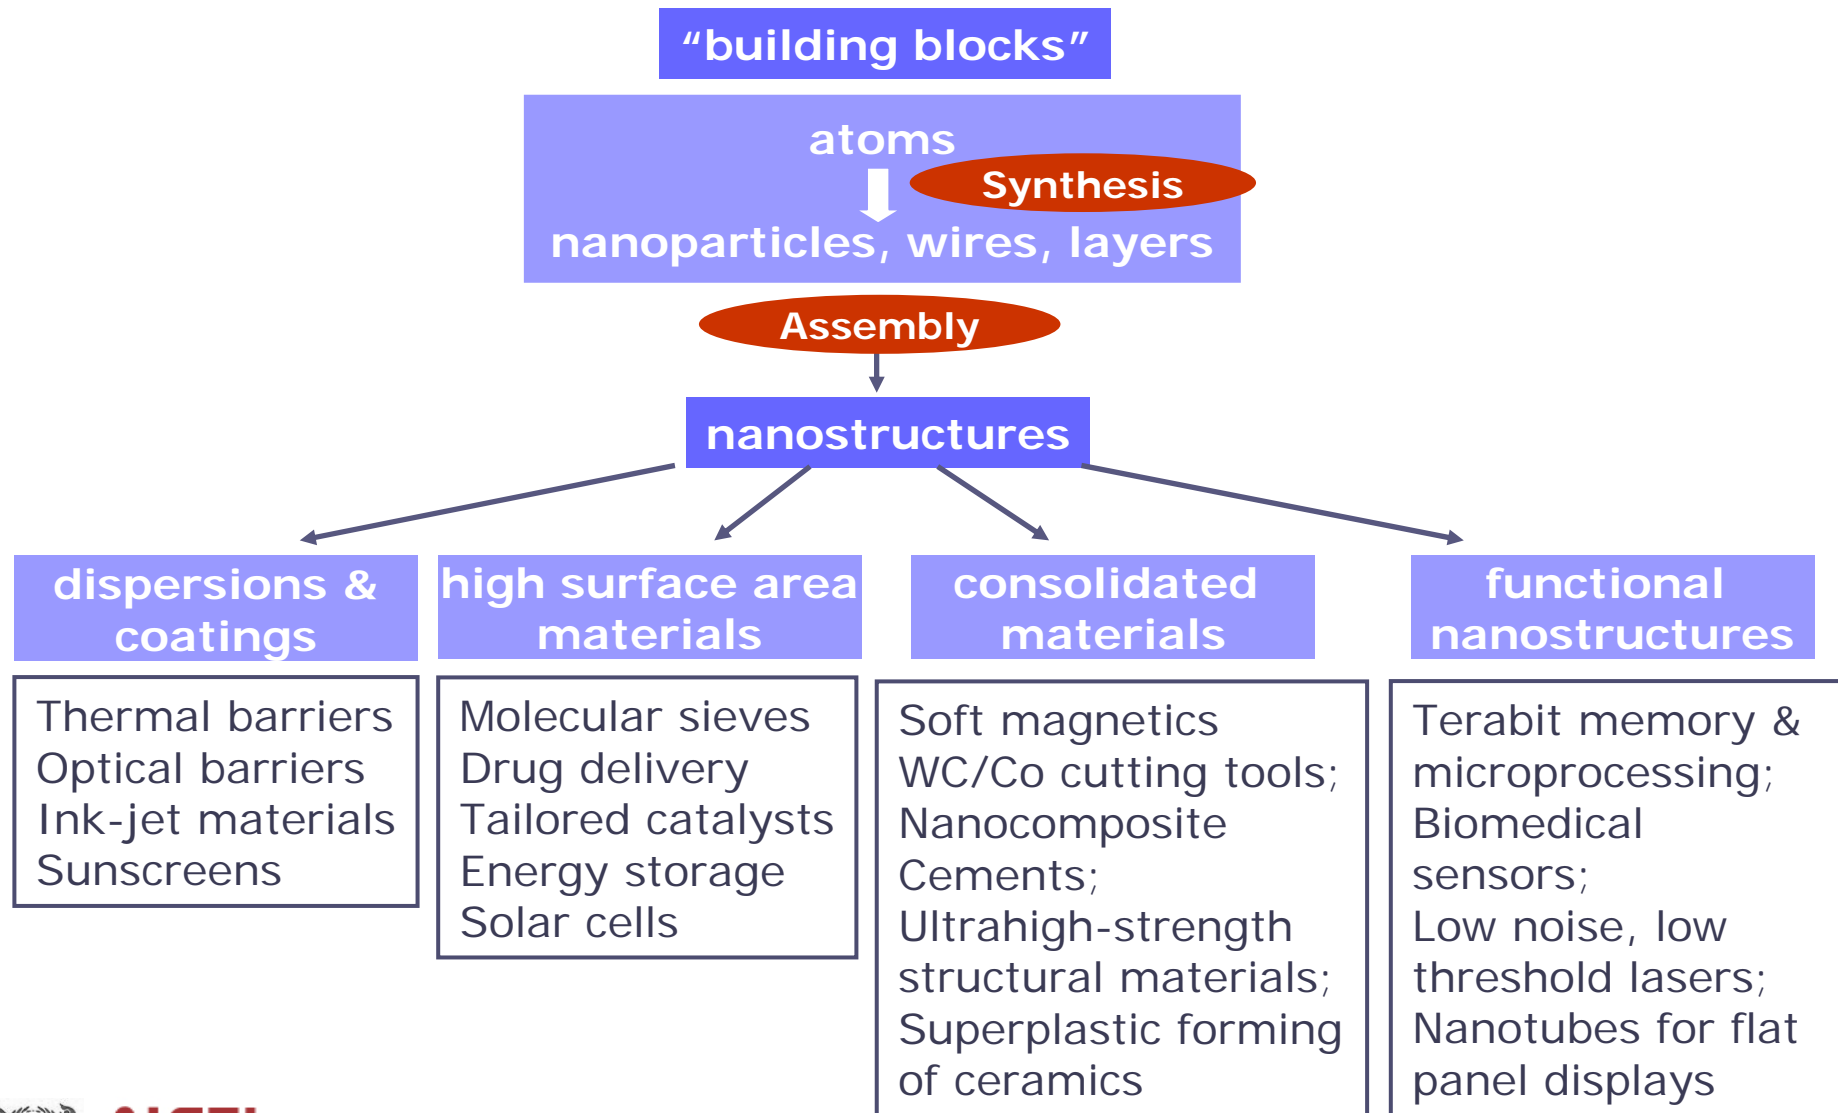 “building blocks”
atoms
Synthesis
nanoparticles, wires, layers
Assembly
nanostructures
dispersions &
coatings
Thermal barriers
Optical barriers
Ink-jet materials
Sunscreens
high surface area
materials
Molecular sieves
Drug delivery
Tailored catalysts
Energy storage
Solar cells
consolidated
materials
Soft magnetics
WC/Co cutting tools;
Nanocomposite
Cements;
Ultrahigh-strength
structural materials;
Superplastic forming
of ceramics
functional
nanostructures
Terabit memory &
microprocessing;
Biomedical
sensors;
Low noise, low
threshold lasers;
Nanotubes for flat
panel displays